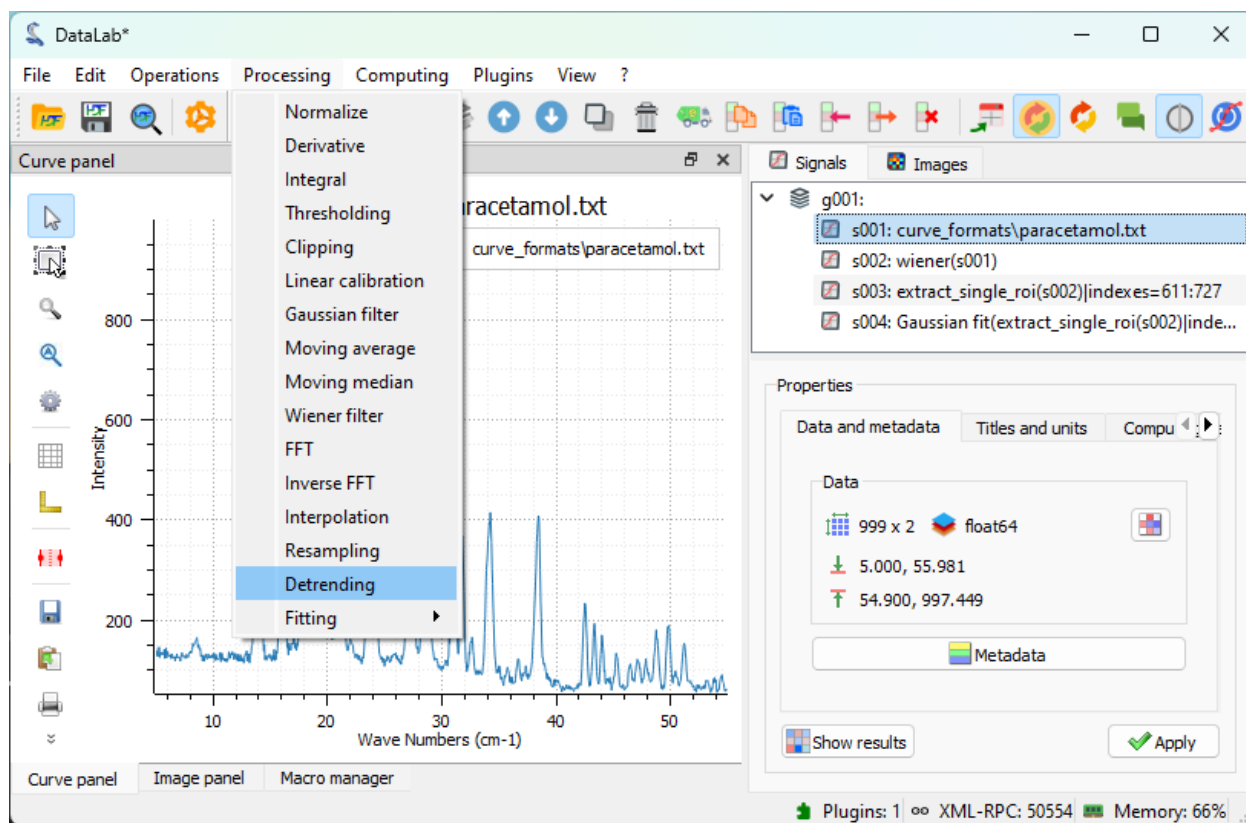 DataLab*
File Edit Operations Processing Computing Plugins View ?
Curve panel
racetamol.txt
curve_formats\paracetamol.txt
800
600
400
200
Intensity
10 20 30 40 50
Wave Numbers (cm-1)
Normalize
Derivative
Integral
Thresholding
Clipping
Linear calibration
Gaussian filter
Moving average
Moving median
Wiener filter
FFT
Inverse FFT
Interpolation
Resampling
Detrending
Fitting
Signals Images
g001:
s001: curve_formats\paracetamol.txt
s002: wiener(s001)
s003: extract_single_roi(s002)|indexes=611:727
s004: Gaussian fit(extract_single_roi(s002)|inde...
Properties
Data and metadata Titles and units Compu
Data
999 x 2 float64
5.000, 55.981
54.900, 997.449
Metadata
Show results Apply
Curve panel Image panel Macro manager
Plugins: 1 XML-RPC: 50554 Memory: 66%